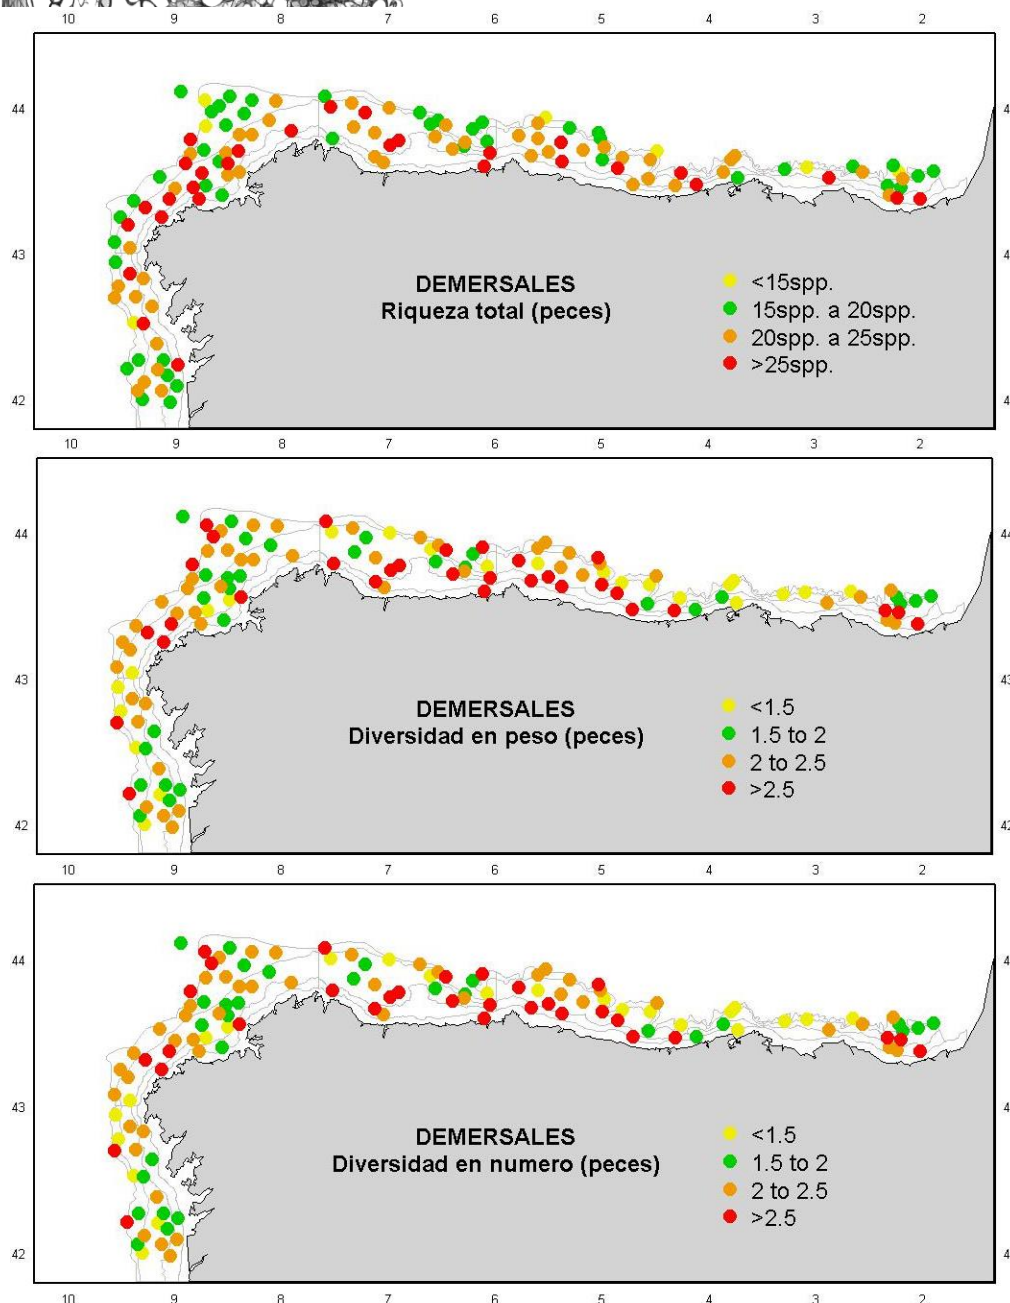 10 9 8 7 6 5 4 3 2
44
43
42
DEMERSALES
Riqueza total (peces)
<15spp.
15spp. a 20spp.
20spp. a 25spp.
>25spp.
10 9 8 7 6 5 4 3 2
44 44
43 43
42 42
DEMERSALES
Diversidad en peso (peces)
<1.5
1.5 to 2
2 to 2.5
>2.5
10 9 8 7 6 5 4 3 2
44
43
42
DEMERSALES
Diversidad en numero (peces)
<1.5
1.5 to 2
2 to 2.5
>2.5
10 9 8 7 6 5 4 3 2